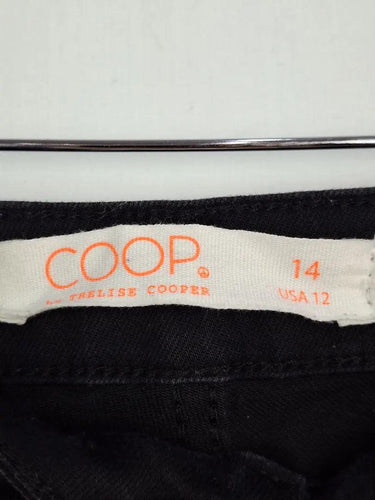 COOP.
by TRELISE COOPER
14
USA 12